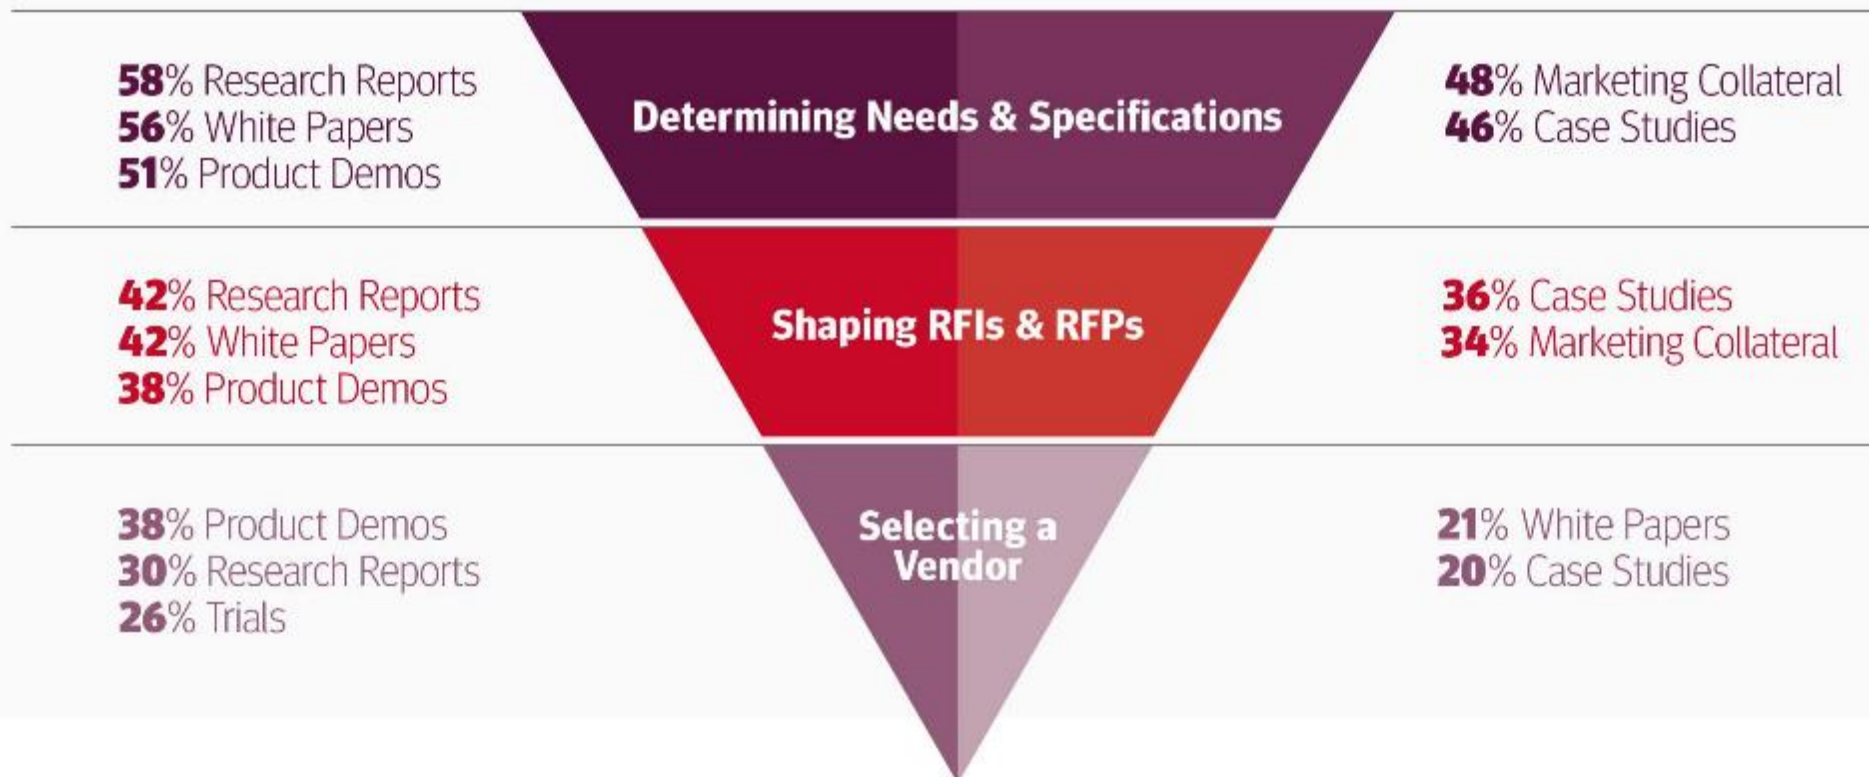 58% Research Reports
56% White Papers
51% Product Demos
Determining Needs & Specifications
48% Marketing Collateral
46% Case Studies
42% Research Reports
42% White Papers
38% Product Demos
Shaping RFIs & RFPs
36% Case Studies
34% Marketing Collateral
38% Product Demos
30% Research Reports
26% Trials
Selecting a
Vendor
21% White Papers
20% Case Studies